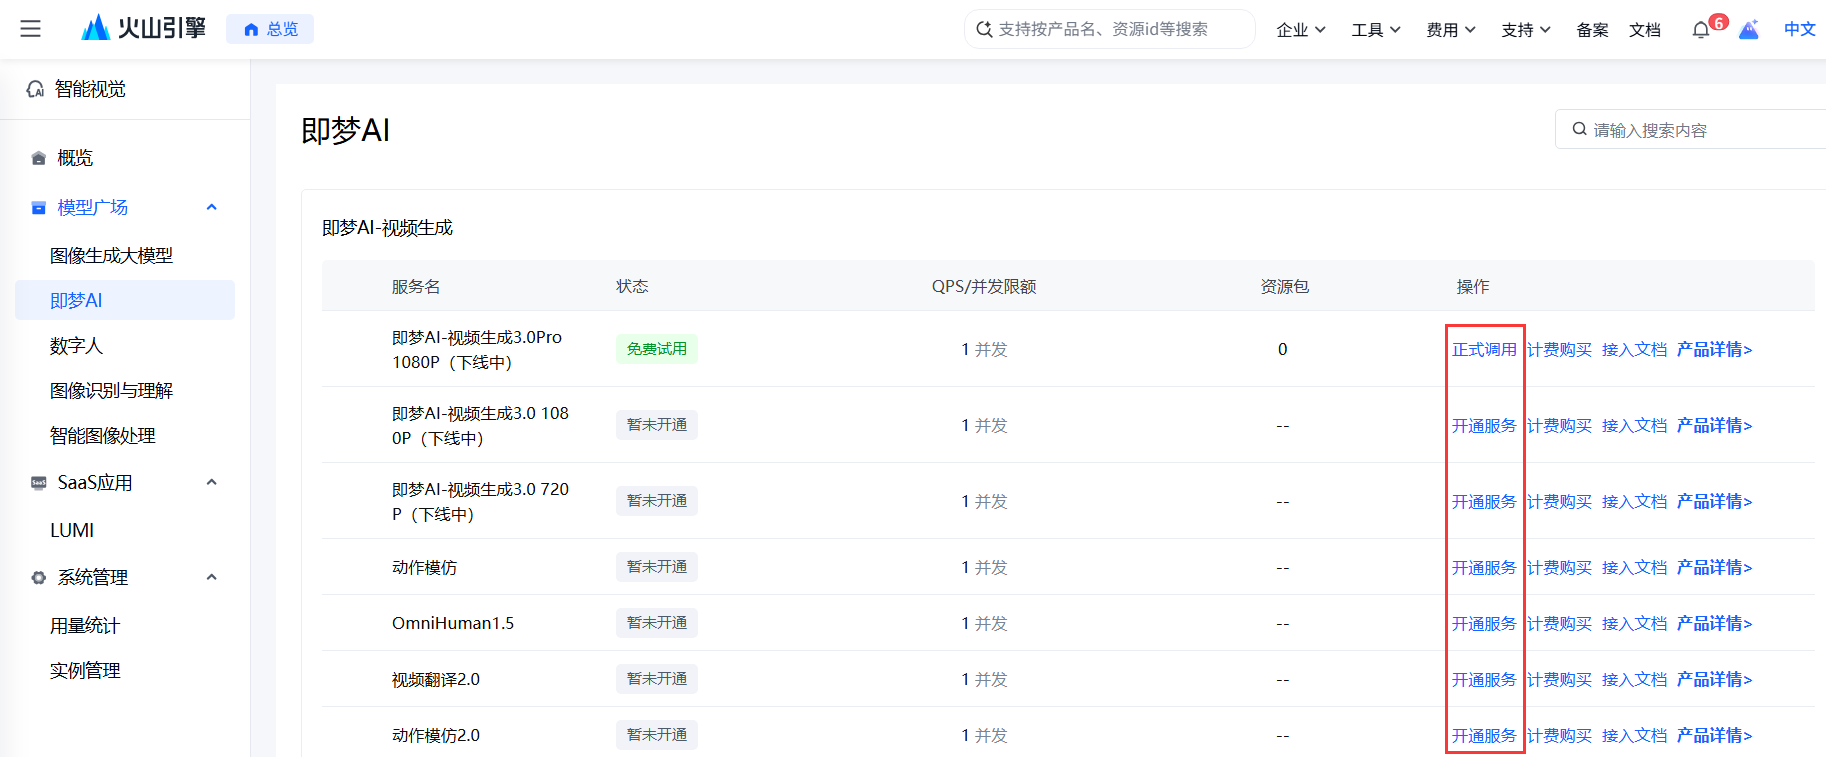 火山引擎
总览
支持按产品名、资源id等搜索
企业
工具
费用
支持
备案
文档
6
中文
智能视觉
概览
模型广场
图像生成大模型
即梦AI
数字人
图像识别与理解
智能图像处理
SaaS应用
LUMI
系统管理
用量统计
实例管理
即梦AI
请输入搜索内容
即梦AI-视频生成
服务名 状态 QPS/并发限额 资源包 操作
即梦AI-视频生成3.0Pro
1080P（下线中）
免费试用 1 并发 0 正式调用 计费购买 接入文档 产品详情>
即梦AI-视频生成3.0 108
0P（下线中）
暂未开通 1 并发 -- 开通服务 计费购买 接入文档 产品详情>
即梦AI-视频生成3.0 720
P（下线中）
暂未开通 1 并发 -- 开通服务 计费购买 接入文档 产品详情>
动作模仿 暂未开通 1 并发 -- 开通服务 计费购买 接入文档 产品详情>
OmniHuman1.5 暂未开通 1 并发 -- 开通服务 计费购买 接入文档 产品详情>
视频翻译2.0 暂未开通 1 并发 -- 开通服务 计费购买 接入文档 产品详情>
动作模仿2.0 暂未开通 1 并发 -- 开通服务 计费购买 接入文档 产品详情>